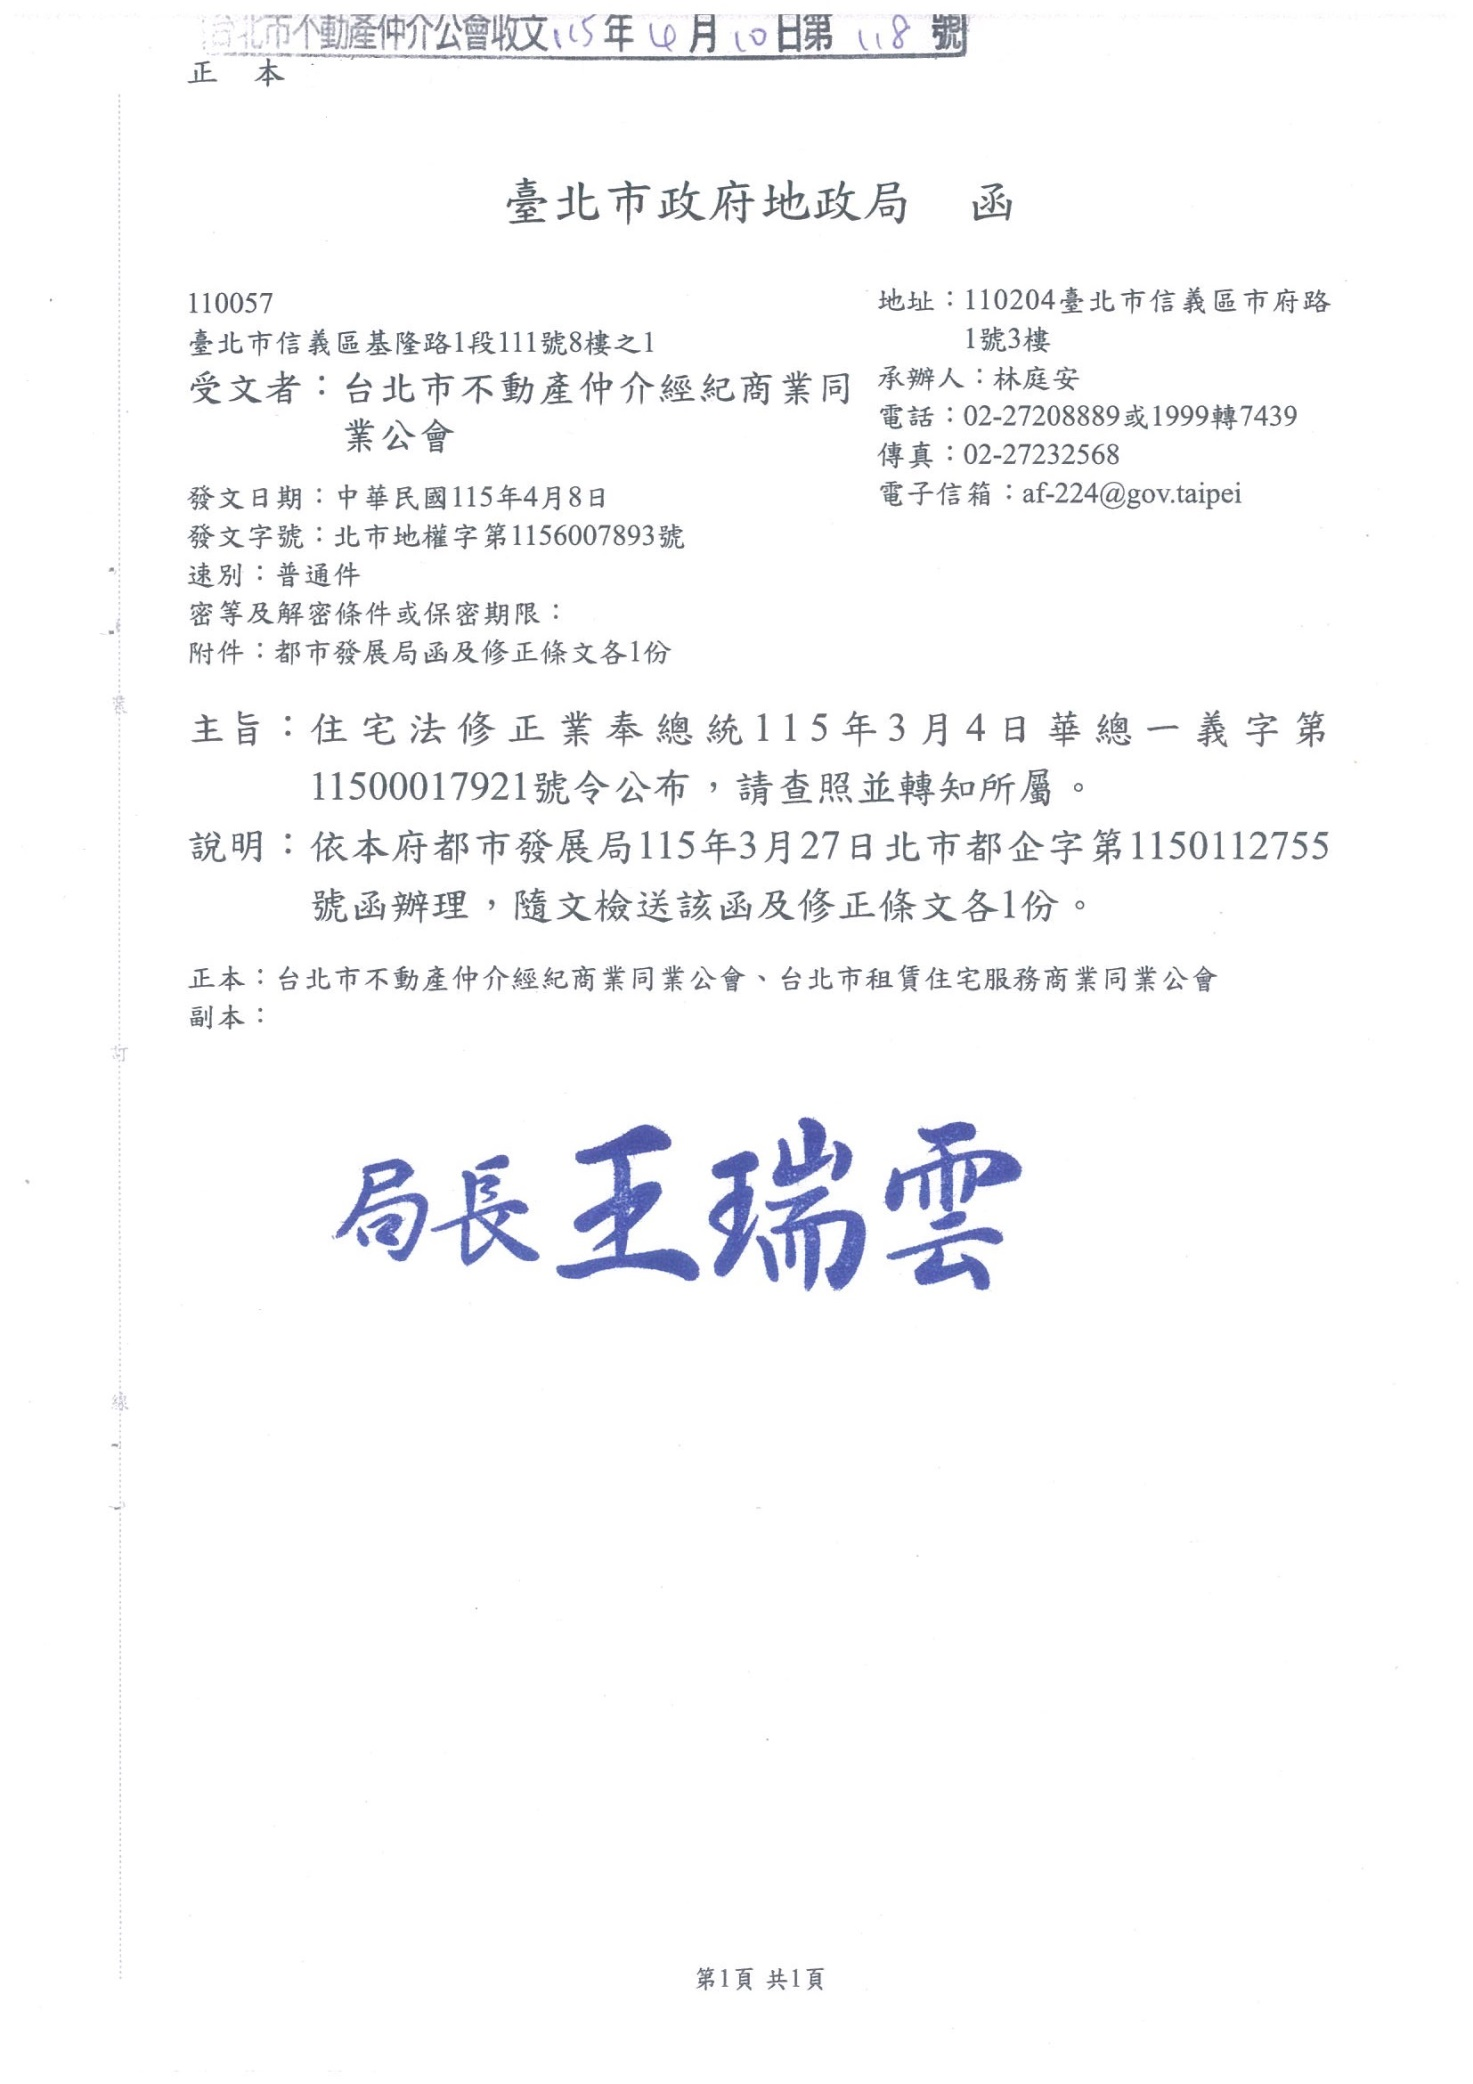 台北市不動產仲介公會收文115年4月10日第118號
正 本
臺北市政府地政局 函
110057
臺北市信義區基隆路1段111號8樓之1
受文者：台北市不動產仲介經紀商業同
業公會
地址：110204臺北市信義區市府路
1號3樓
承辦人：林庭安
電話：02-27208889或1999轉7439
傳真：02-27232568
電子信箱：af-224@gov.taipei
發文日期：中華民國115年4月8日
發文字號：北市地權字第1156007893號
速別：普通件
密等及解密條件或保密期限：
附件：都市發展局函及修正條文各1份
主旨：住宅法修正業奉總統115年3月4日華總一義字第
11500017921號令公布，請查照並轉知所屬。
說明：依本府都市發展局115年3月27日北市都企字第1150112755
號函辦理，隨文檢送該函及修正條文各1份。
正本：台北市不動產仲介經紀商業同業公會、台北市租賃住宅服務商業同業公會
副本：
局長王瑞雲
裝
訂
線
第1頁 共1頁